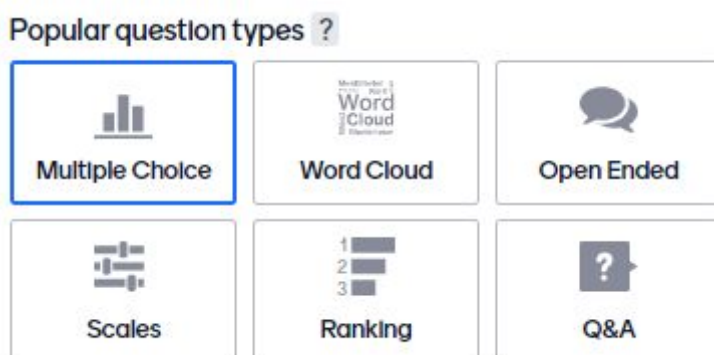 Popular question types ?
Word
Cloud
Multiple Choice
Word Cloud
Open Ended
1
2
3
?
Scales
Ranking
Q&A